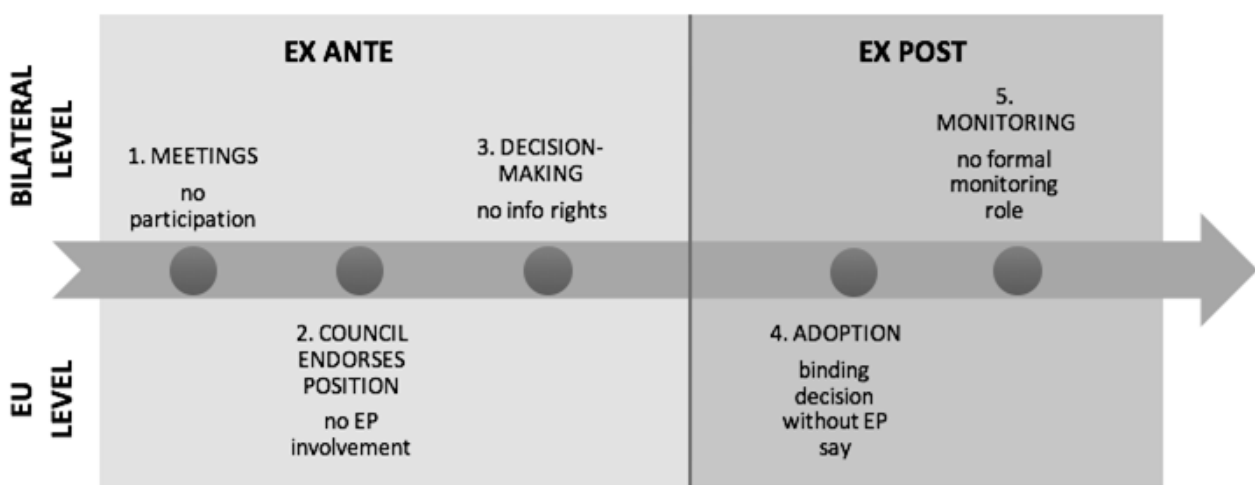 EX ANTE
EX POST
BILATERAL
LEVEL
1. MEETINGS
no
participation
3. DECISION-
MAKING
no info rights
5.
MONITORING
no formal
monitoring
role
EU
LEVEL
2. COUNCIL
ENDORSES
POSITION
no EP
involvement
4. ADOPTION
binding
decision
without EP
say